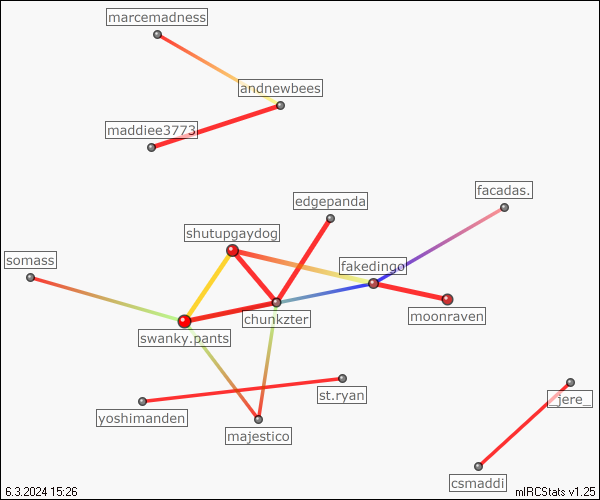 marcemadness
andnewbees
maddiee3773
facadas.
edgepanda
shutupgaydog
somass
fakedingo
moonraven
chunkzter
swanky.pants
st.ryan
_jere_
yoshimanden
majestico
csmaddi
6.3.2024 15:26
mIRCStats v1.25